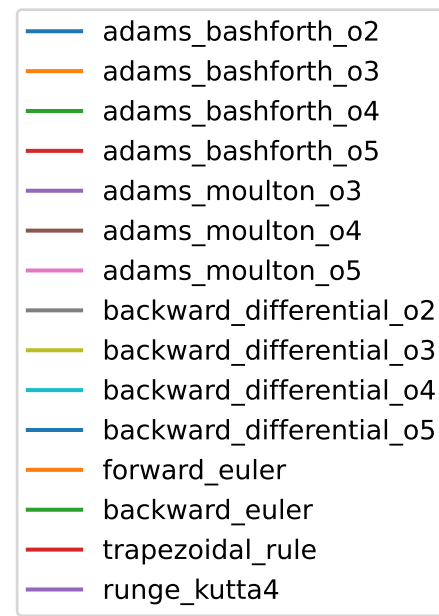 adams_bashforth_o2
adams_bashforth_o3
adams_bashforth_o4
adams_bashforth_o5
adams_moulton_o3
adams_moulton_o4
adams_moulton_o5
backward_differential_o2
backward_differential_o3
backward_differential_o4
backward_differential_o5
forward_euler
backward_euler
trapezoidal_rule
runge_kutta4